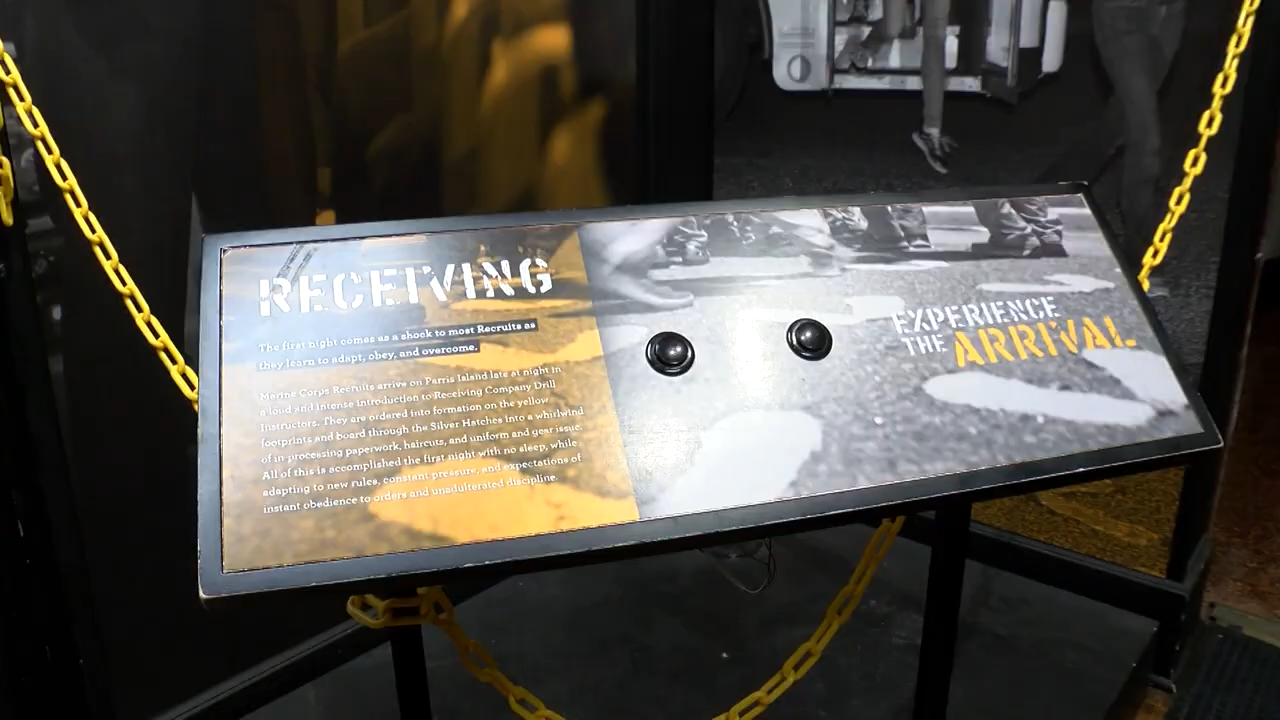 RECEIVING
The first night comes as a shock to most Recruits as
they learn to adapt, obey, and overcome.
Marine Corps Recruits arrive on Parris Island late at night in
a loud and intense introduction to Receiving Company Drill
Instructors. They are ordered into formation on the yellow
footprints and board through the Silver Hatches into a whirlwind
of in-processing paperwork, haircuts, and uniform and gear issue.
All of this is accomplished the first night with no sleep, while
adapting to new rules, constant pressure, and expectations of
instant obedience to orders and unadulterated discipline.
EXPERIENCE
THE ARRIVAL